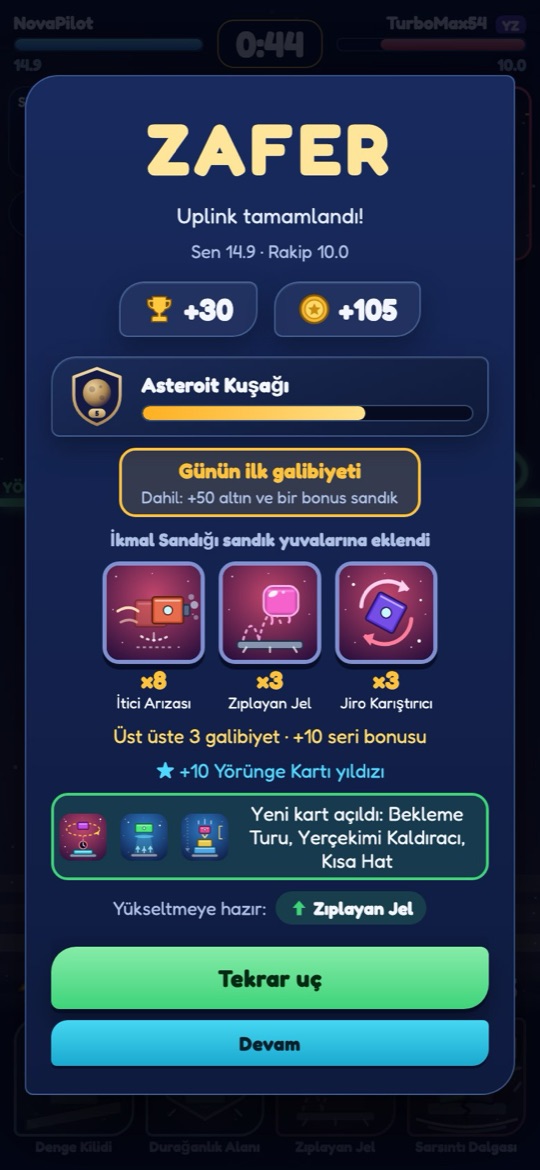 NovaPilot
0:44
TurboMax54 YZ
14.9
10.0
ZAFER
Uplink tamamlandı!
Sen 14.9 · Rakip 10.0
+30
+105
Asteroit Kuşağı
Günün ilk galibiyeti
Dahil: +50 altın ve bir bonus sandık
İkmal Sandığı sandık yuvalarına eklendi
x8
x3
x3
İtici Arızası
Zıplayan Jel
Jiro Karıştırıcı
Üst üste 3 galibiyet · +10 seri bonusu
+10 Yörünge Kartı yıldızı
Yeni kart açıldı: Bekleme
Turu, Yerçekimi Kaldıracı,
Kısa Hat
Yükseltmeye hazır:
Zıplayan Jel
Tekrar uç
Devam
Denge Kilidi
Durağanlık Alanı
Zıplayan Jel
Sarsıntı Dalgası